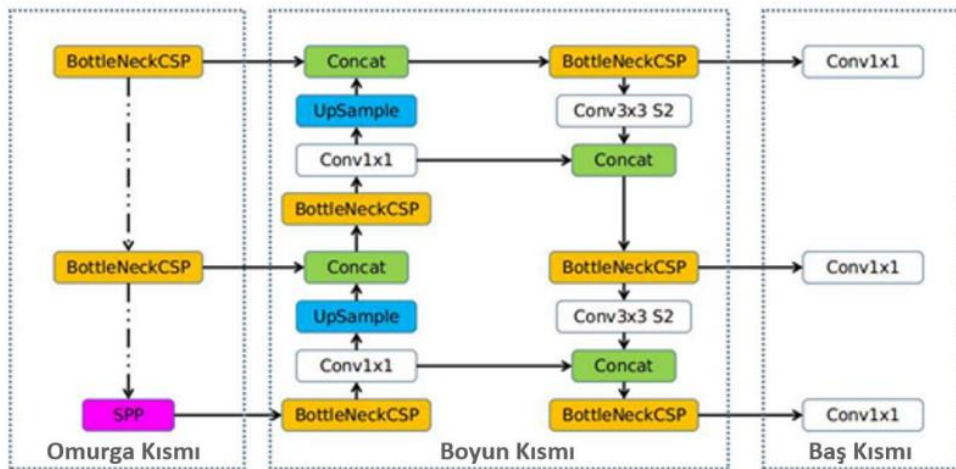 BottleNeckCSP
Concat
BottleNeckCSP
Conv1x1
UpSample
Conv3x3 S2
Conv1x1
Concat
BottleNeckCSP
BottleNeckCSP
Concat
BottleNeckCSP
Conv1x1
UpSample
Conv3x3 S2
Conv1x1
Concat
SPP
BottleNeckCSP
BottleNeckCSP
Conv1x1
Omurga Kısmı
Boyun Kısmı
Baş Kısmı